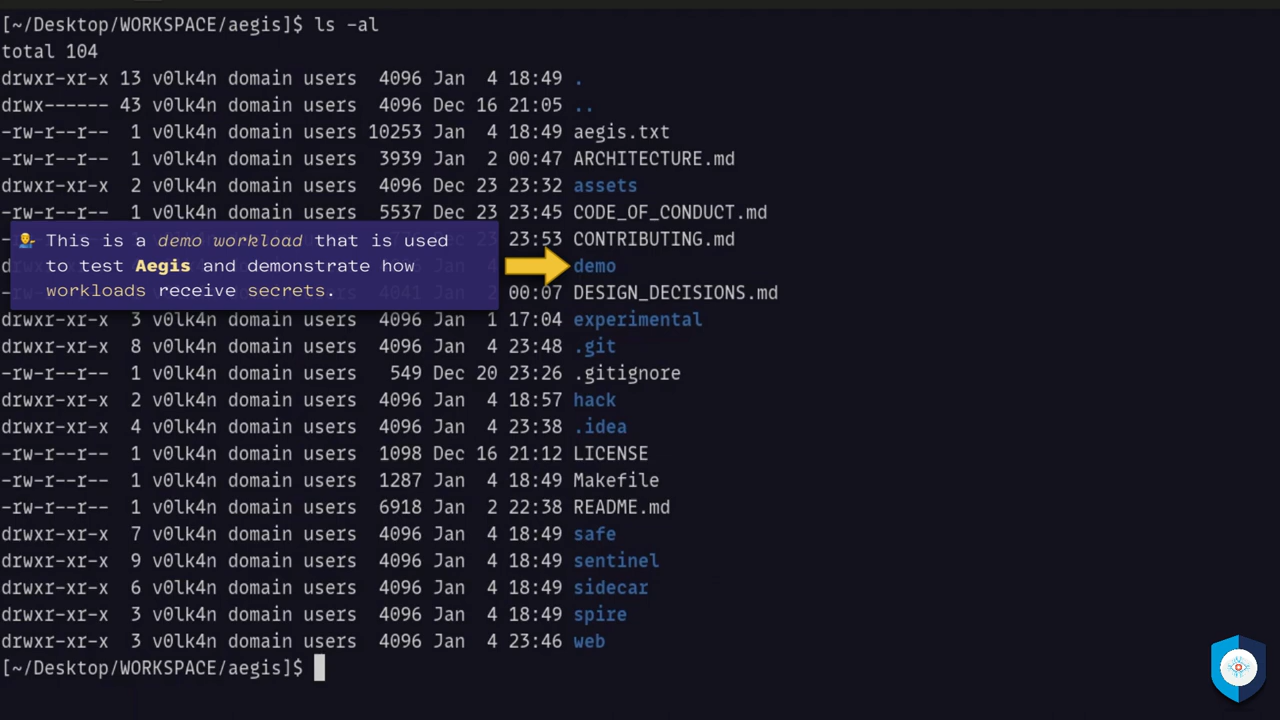 [~/Desktop/WORKSPACE/aegis]$ ls -al
total 104
drwxr-xr-x 13 v0lk4n domain users  4096 Jan  4 18:49 .
drwx------ 43 v0lk4n domain users  4096 Dec 16 21:05 ..
-rw-r--r--  1 v0lk4n domain users 10253 Jan  4 18:49 aegis.txt
-rw-r--r--  1 v0lk4n domain users  3939 Jan  2 00:47 ARCHITECTURE.md
drwxr-xr-x  2 v0lk4n domain users  4096 Dec 23 23:32 assets
-rw-r--r--  1 v0lk4n domain users  5537 Dec 23 23:45 CODE_OF_CONDUCT.md
23:53 CONTRIBUTING.md
This is a demo workload that is used
to test Aegis and demonstrate how
workloads receive secrets.
demo
00:07 DESIGN_DECISIONS.md
drwxr-xr-x  3 v0lk4n domain users  4096 Jan  1 17:04 experimental
drwxr-xr-x  8 v0lk4n domain users  4096 Jan  4 23:48 .git
-rw-r--r--  1 v0lk4n domain users   549 Dec 20 23:26 .gitignore
drwxr-xr-x  2 v0lk4n domain users  4096 Jan  4 18:57 hack
drwxr-xr-x  4 v0lk4n domain users  4096 Jan  4 23:38 .idea
-rw-r--r--  1 v0lk4n domain users  1098 Dec 16 21:12 LICENSE
-rw-r--r--  1 v0lk4n domain users  1287 Jan  4 18:49 Makefile
-rw-r--r--  1 v0lk4n domain users  6918 Jan  2 22:38 README.md
drwxr-xr-x  7 v0lk4n domain users  4096 Jan  4 18:49 safe
drwxr-xr-x  9 v0lk4n domain users  4096 Jan  4 18:49 sentinel
drwxr-xr-x  6 v0lk4n domain users  4096 Jan  4 18:49 sidecar
drwxr-xr-x  3 v0lk4n domain users  4096 Jan  4 18:49 spire
drwxr-xr-x  3 v0lk4n domain users  4096 Jan  4 23:46 web
[~/Desktop/WORKSPACE/aegis]$